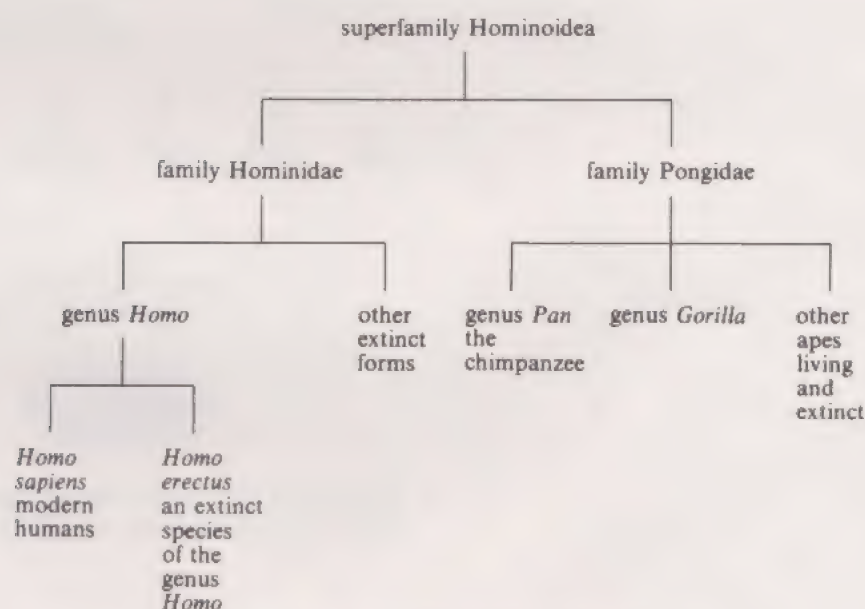 superfamily Hominoidea
family Hominidae
family Pongidae
genus Homo
other
extinct
forms
genus Pan
the
chimpanzee
genus Gorilla
other
apes
living
and
extinct
Homo
sapiens
modern
humans
Homo
erectus
an extinct
species
of the
genus
Homo